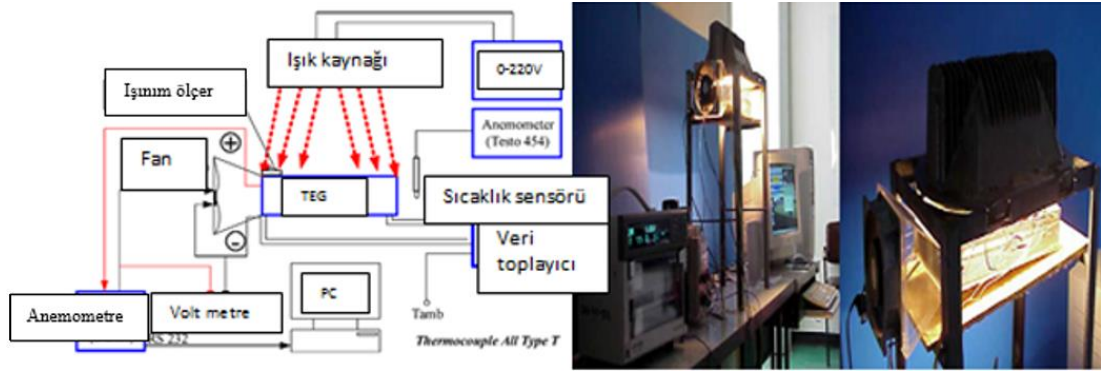 Işık kaynağı
0-220V
Işınım ölçer
Anemometer
(Testo 454)
+
Fan
TEG
Sıcaklık sensörü
-
Veri
toplayıcı
PC
Anemometre
Volt metre
RS 232
Tamb
Thermocouple All Type T